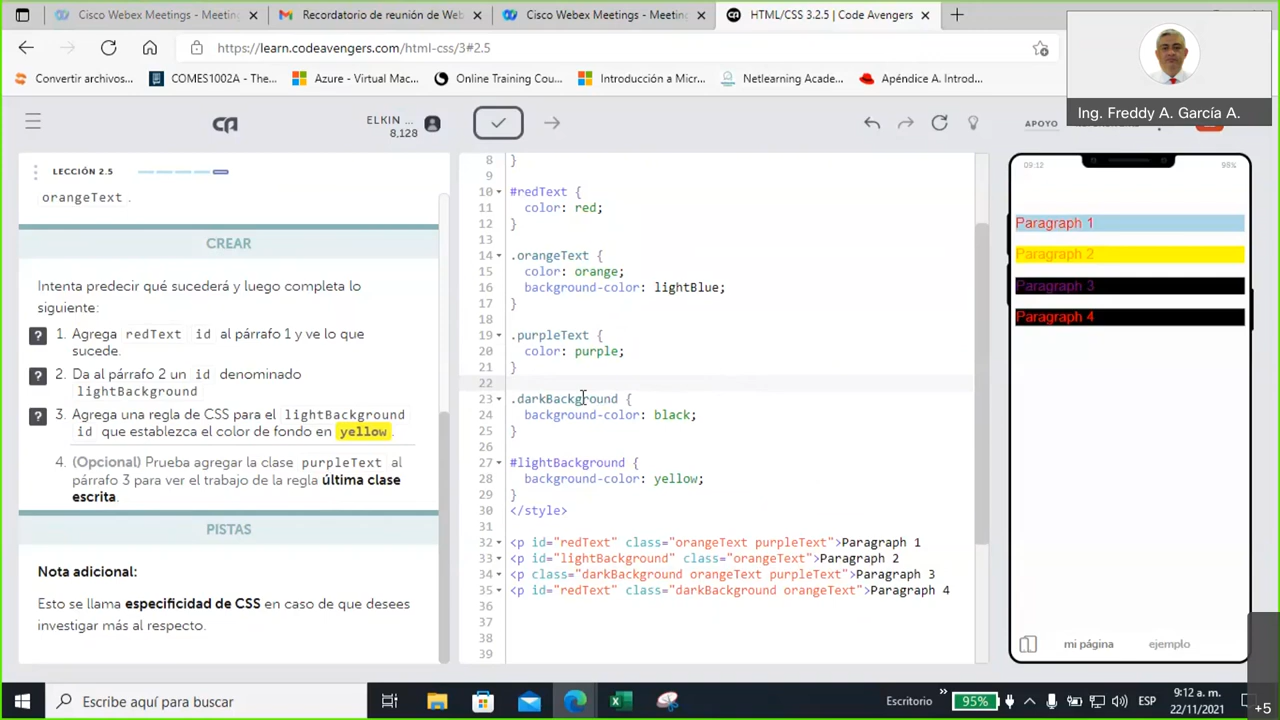 Cisco Webex Meetings - Meeting
Recordatorio de reunión de Web
Cisco Webex Meetings - Meeting
HTML/CSS 3.2.5 | Code Avengers
https://learn.codeavengers.com/html-css/3#2.5
Convertir archivos...
COMES1002A - The...
Azure - Virtual Mac...
Online Training Cou...
Introducción a Micr...
Netlearning Acade...
Apéndice A. Introd...
Ing. Freddy A. García A.
ELKIN ...
8,128
APOYO
LECCIÓN 2.5
orangeText .
CREAR
Intenta predecir qué sucederá y luego completa lo
siguiente:
1. Agrega redText id al párrafo 1 y ve lo que
sucede.
2. Da al párrafo 2 un id denominado
lightBackground
3. Agrega una regla de CSS para el lightBackground
id que establezca el color de fondo en yellow.
4. (Opcional) Prueba agregar la clase purpleText al
párrafo 3 para ver el trabajo de la regla última clase
escrita.
PISTAS
Nota adicional:
Esto se llama especificidad de CSS en caso de que desees
investigar más al respecto.
8 }
9
10 #redText {
11 color: red;
12 }
13
14 .orangeText {
15 color: orange;
16 background-color: lightBlue;
17 }
18
19 .purpleText {
20 color: purple;
21 }
22
23 .darkBackground {
24 background-color: black;
25 }
26
27 #lightBackground {
28 background-color: yellow;
29 }
30 </style>
31
32 <p id="redText" class="orangeText purpleText">Paragraph 1
33 <p id="lightBackground" class="orangeText">Paragraph 2
34 <p class="darkBackground orangeText purpleText">Paragraph 3
35 <p id="redText" class="darkBackground orangeText">Paragraph 4
36
37
38
39
09:12
98%
Paragraph 1
Paragraph 2
Paragraph 3
Paragraph 4
mi página
ejemplo
Escribe aquí para buscar
Escritorio
95%
ESP
9:12 a. m.
22/11/2021
+5